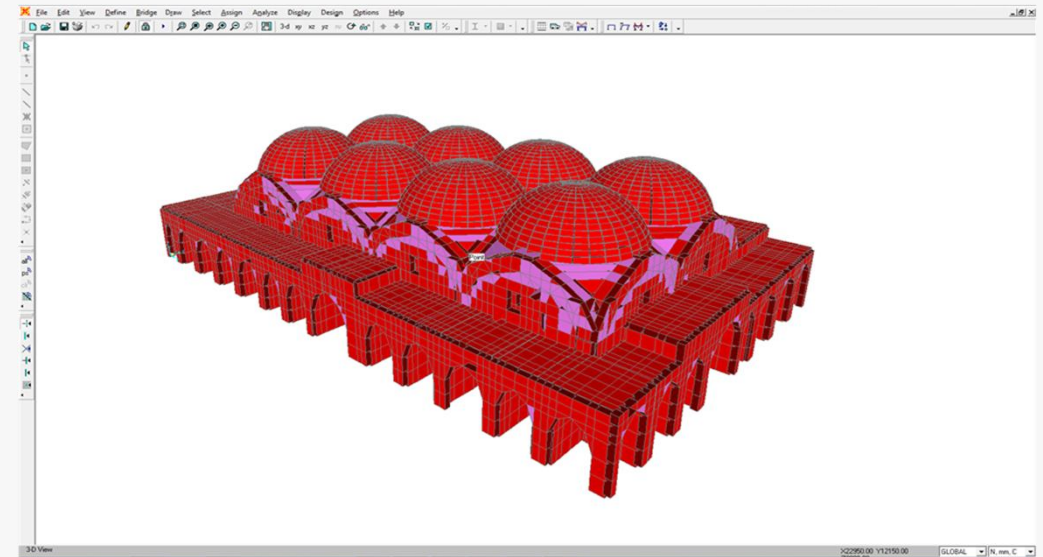 File Edit View Define Bridge Draw Select Assign Analyze Display Design Options Help
3-d xy xz yz
Point
3-D View
X22950.00 Y12150.00
GLOBAL
N, mm, C